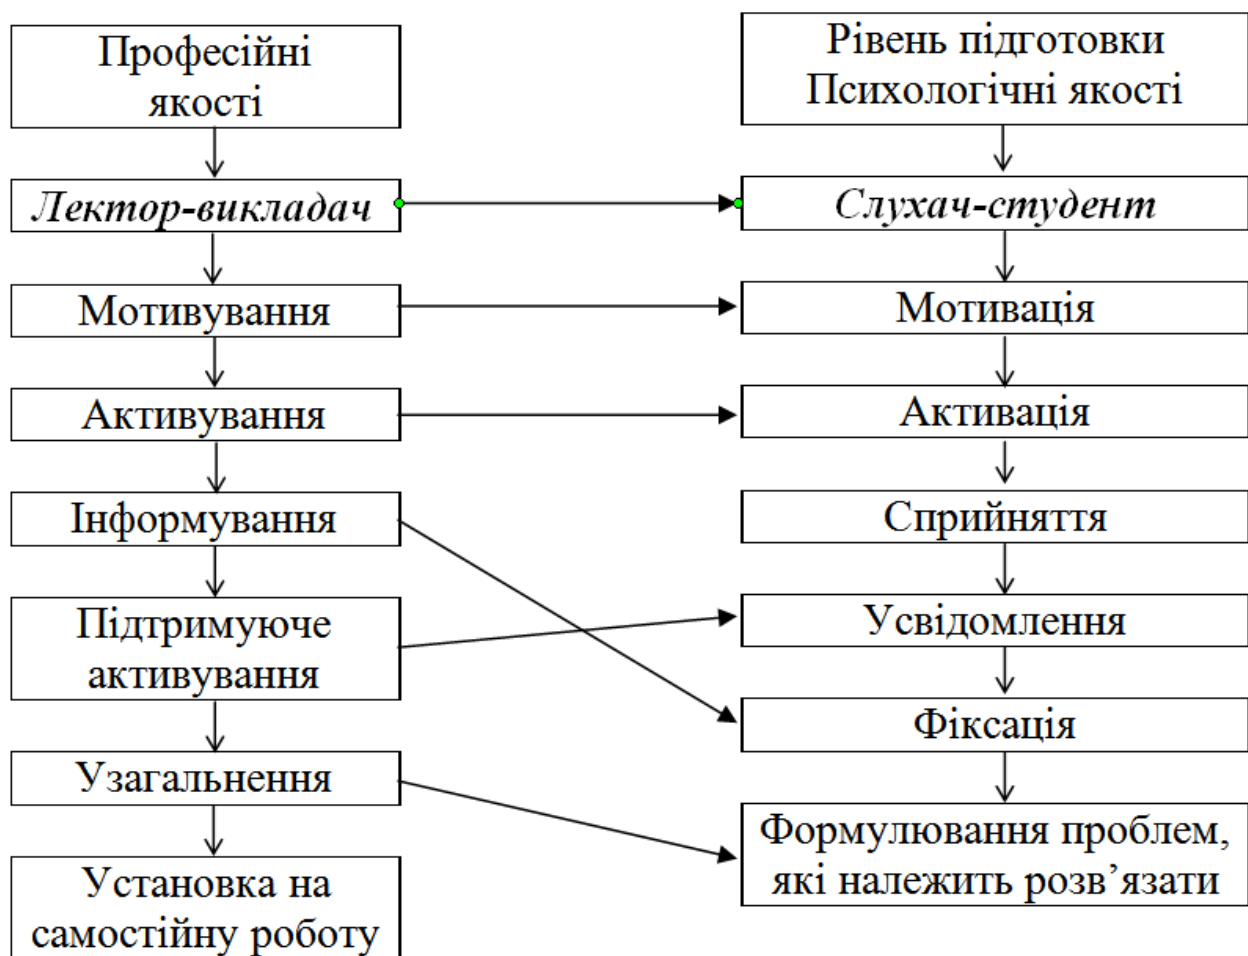 Професійні
якості
Рівень підготовки
Психологічні якості
Лектор-викладач
Слухач-студент
Мотивування
Мотивація
Активування
Активація
Інформування
Сприйняття
Підтримуюче
активування
Усвідомлення
Фіксація
Узагальнення
Формулювання проблем,
які належить розв’язати
Установка на
самостійну роботу